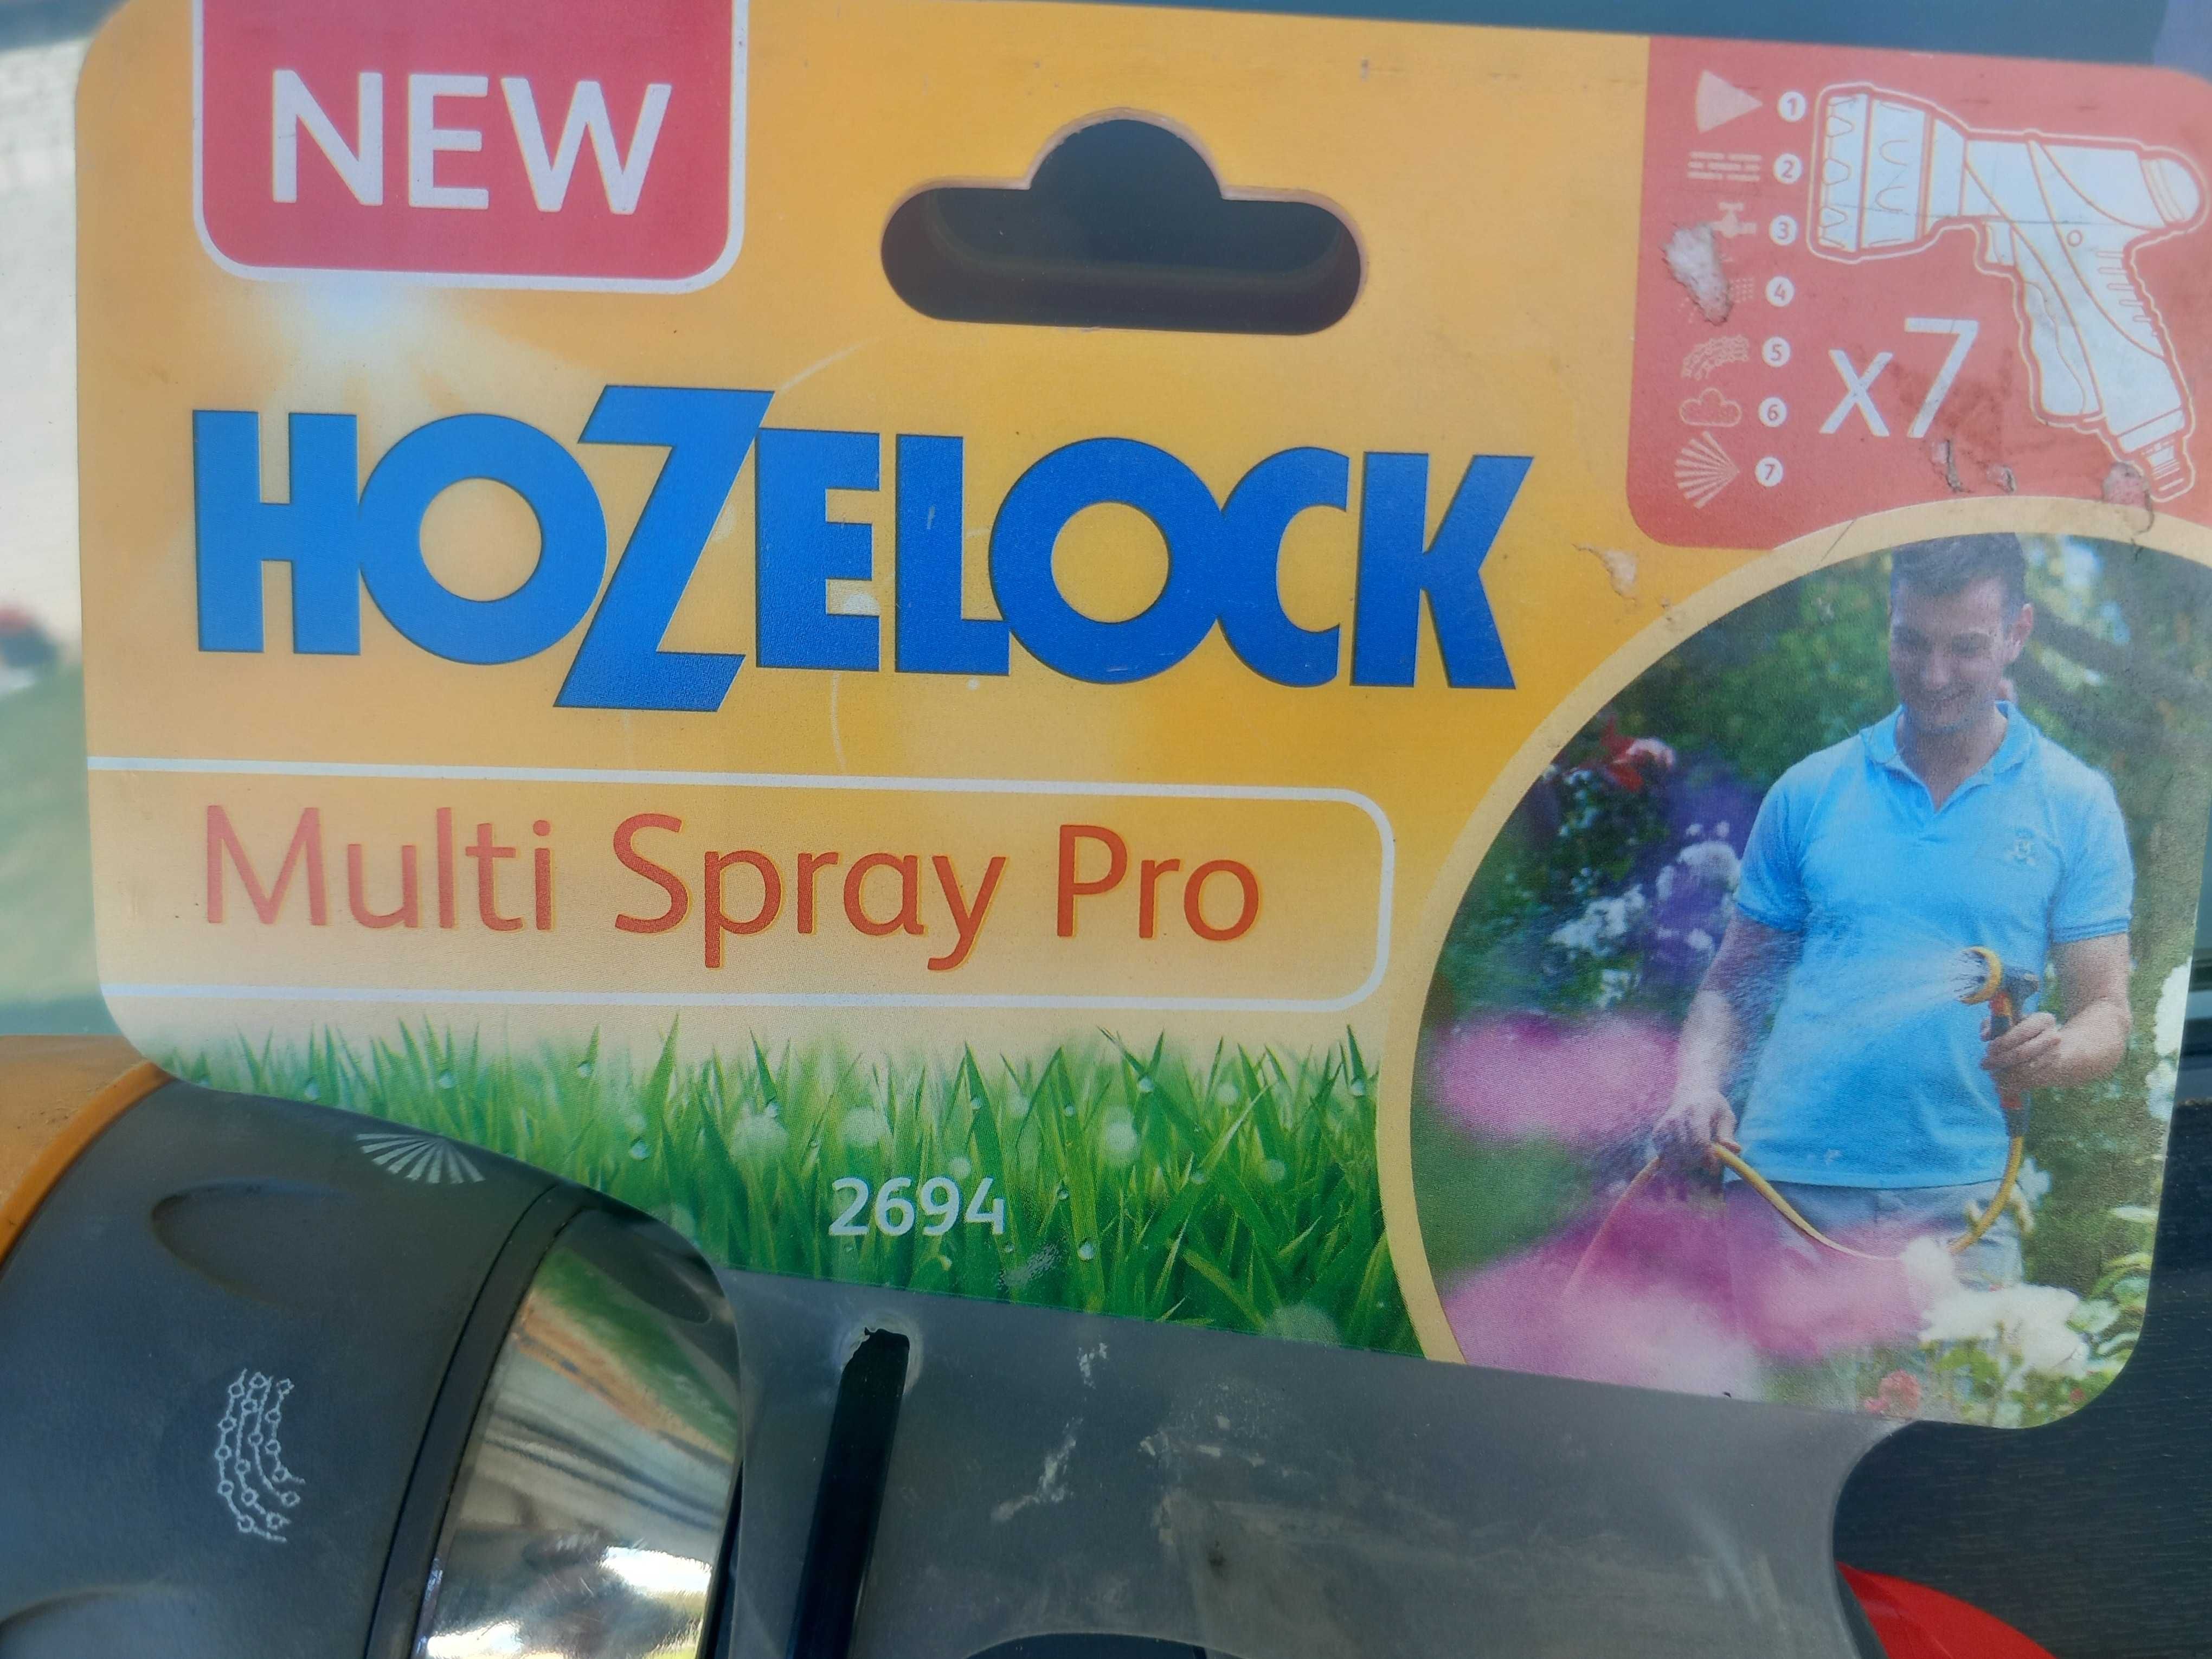 NEW
1
2
3
4
5
6
7
x7
HOZELOCK
Multi Spray Pro
2694